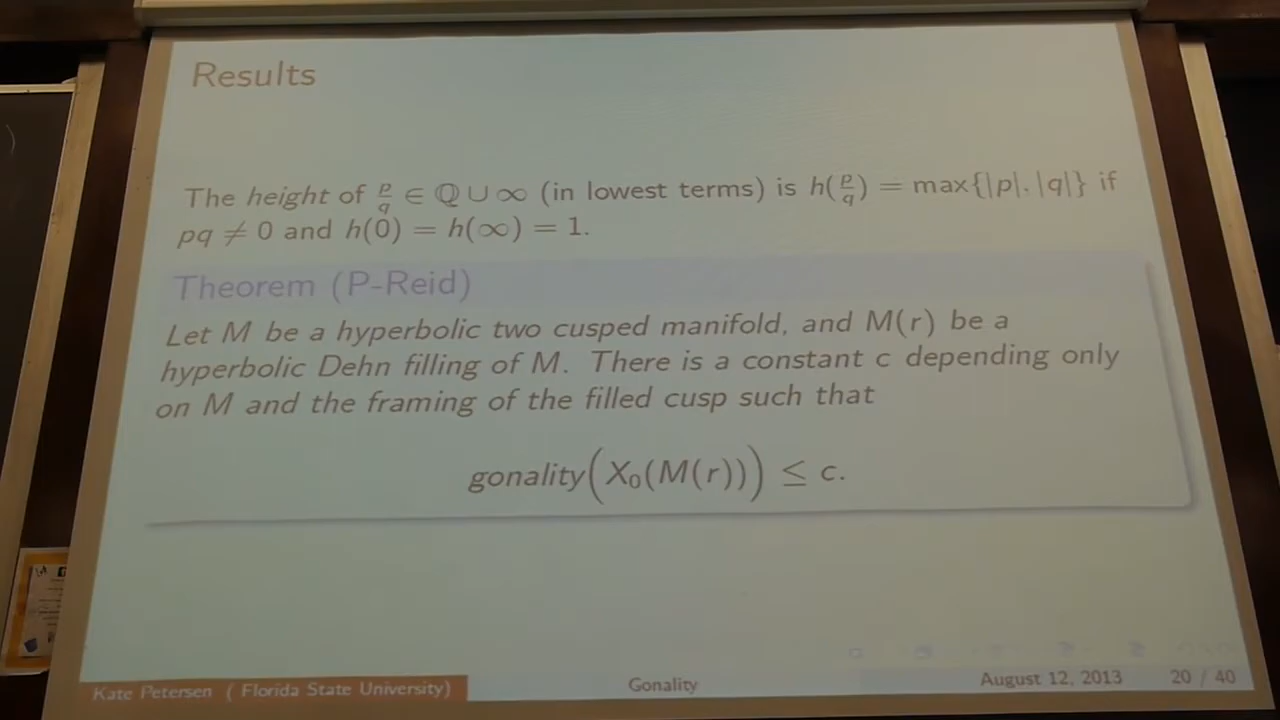 Results
The height of p/q ∈ ℚ ∪ ∞ (in lowest terms) is h(p/q) = max{|p|, |q|} if
pq ≠ 0 and h(0) = h(∞) = 1.
Theorem (P-Reid)
Let M be a hyperbolic two cusped manifold, and M(r) be a
hyperbolic Dehn filling of M. There is a constant c depending only
on M and the framing of the filled cusp such that
gonality(X₀(M(r))) ≤ c.
Kate Petersen ( Florida State University) Gonality August 12, 2013 20 / 40